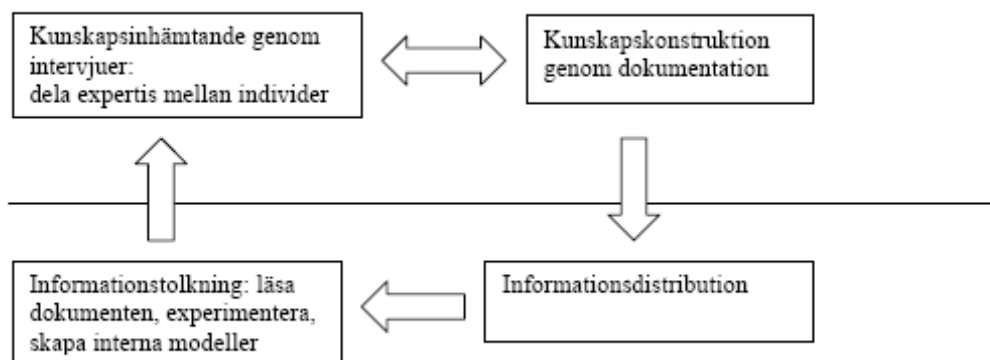 Kunskapsinhämtande genom
intervjuer:
dela expertis mellan individer
Kunskapskonstruktion
genom dokumentation
Informationstolkning: läsa
dokumenten, experimentera,
skapa interna modeller
Informationsdistribution